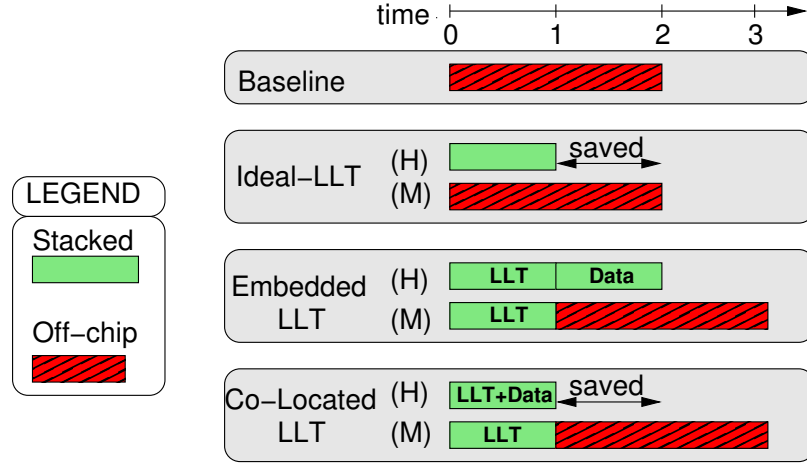 time
0 1 2 3
Baseline
Ideal-LLT
(H)
saved
(M)
LEGEND
Stacked
Off-chip
Embedded
LLT
(H)
LLT
Data
(M)
LLT
Co-Located
LLT
(H)
LLT+Data
saved
(M)
LLT